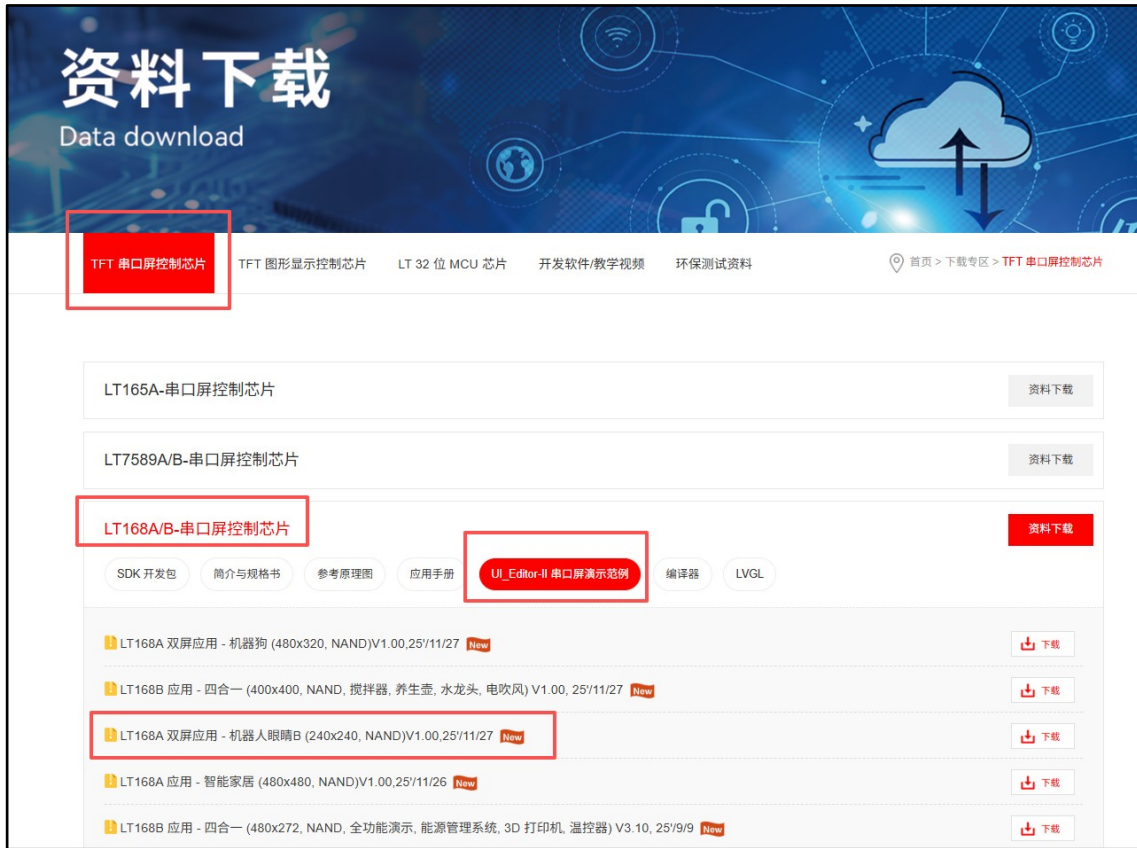 资料下载
Data download
TFT 串口屏控制芯片
TFT 图形显示控制芯片
LT 32 位 MCU 芯片
开发软件/教学视频
环保测试资料
首页 > 下载专区 > TFT 串口屏控制芯片
LT165A-串口屏控制芯片
资料下载
LT7589A/B-串口屏控制芯片
资料下载
LT168A/B-串口屏控制芯片
资料下载
SDK 开发包
简介与规格书
参考原理图
应用手册
UI_Editor-II 串口屏演示范例
编译器
LVGL
LT168A 双屏应用 - 机器狗 (480x320, NAND)V1.00,25'/11/27 New
下载
LT168B 应用 - 四合一 (400x400, NAND, 搅拌器, 养生壶, 水龙头, 电吹风) V1.00, 25'/11/27 New
下载
LT168A 双屏应用 - 机器人眼睛B (240x240, NAND)V1.00,25'/11/27 New
下载
LT168A 应用 - 智能家居 (480x480, NAND)V1.00,25'/11/26 New
下载
LT168B 应用 - 四合一 (480x272, NAND, 全功能演示, 能源管理系统, 3D 打印机, 温控器) V3.10, 25'/9/9 New
下载